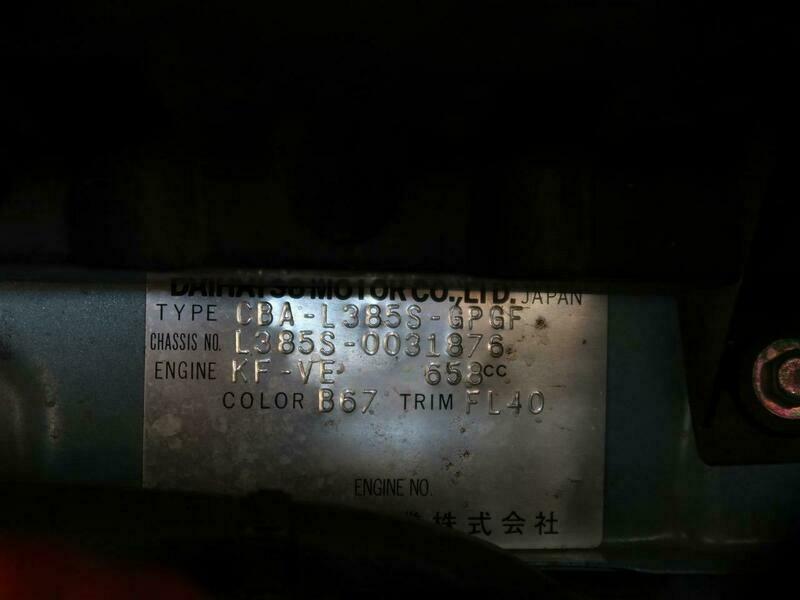 DAIHATSU MOTOR CO.,LTD. JAPAN
TYPE CBA-L385S-GPGF
CHASSIS NO. L385S-0031876
ENGINE KF-VE 658cc
COLOR B67 TRIM FL40
ENGINE NO.
業株式会社